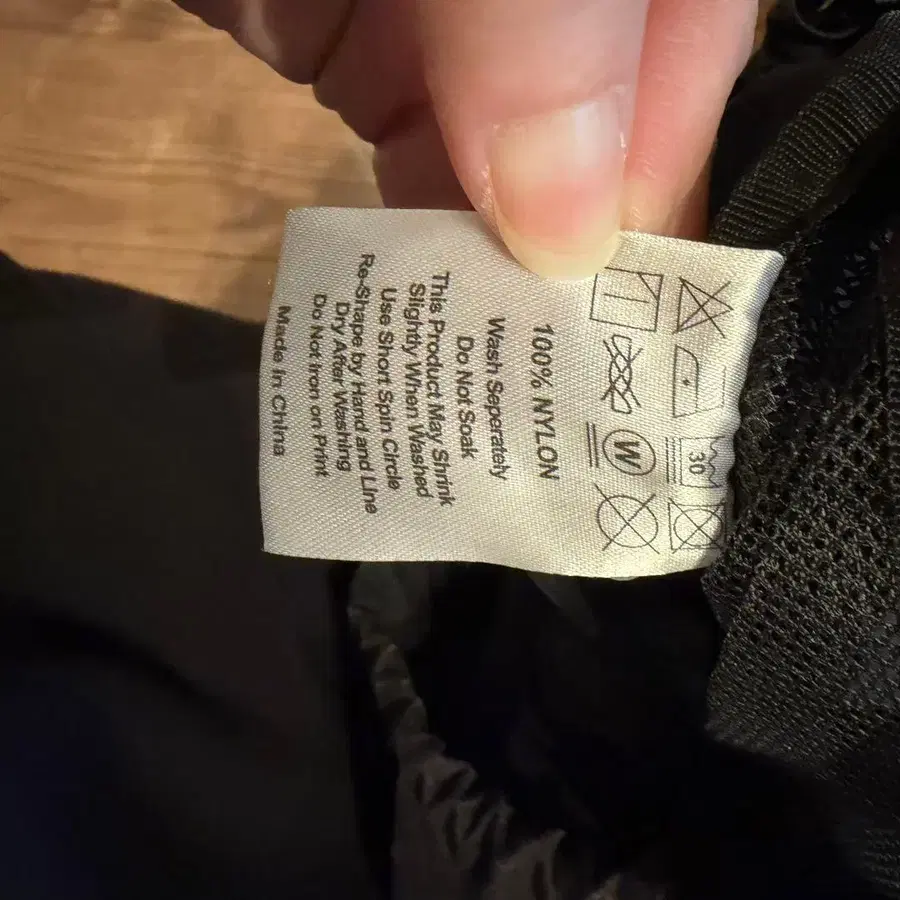 30
W
100% NYLON
Wash Seperately
Do Not Soak
This Product May Shrink
Slightly When Washed
Use Short Spin Circle
Re-Shape by Hand and Line
Dry After Washing
Do Not Iron on Print
Made In China